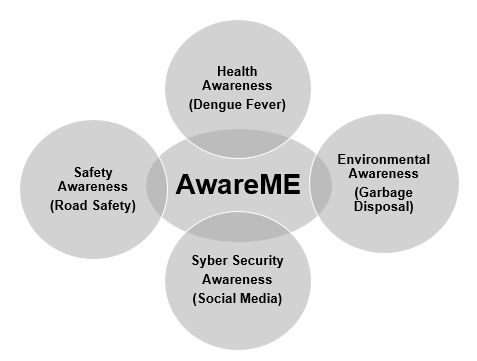 Health
Awareness
(Dengue Fever)
Safety
Awareness
(Road Safety)
AwareME
Environmental
Awareness
(Garbage
Disposal)
Syber Security
Awareness
(Social Media)